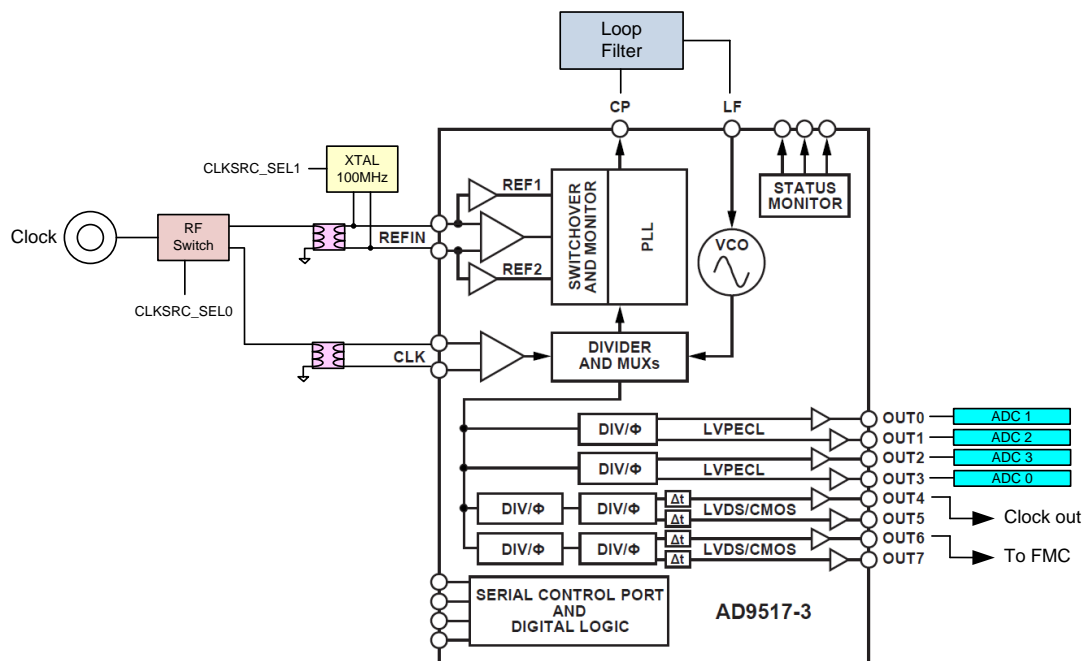 Loop
Filter
CP
LF
CLKSRC_SEL1
XTAL
100MHz
REF1
SWITCHOVER
AND MONITOR
PLL
STATUS
MONITOR
Clock
RF
Switch
REFIN
REF2
VCO
CLKSRC_SEL0
CLK
DIVIDER
AND MUXs
DIV/Φ
LVPECL
OUT0
ADC 1
OUT1
ADC 2
DIV/Φ
LVPECL
OUT2
ADC 3
OUT3
ADC 0
DIV/Φ
DIV/Φ
Δt
Δt
LVDS/CMOS
OUT4
OUT5
Clock out
DIV/Φ
DIV/Φ
Δt
Δt
LVDS/CMOS
OUT6
OUT7
To FMC
SERIAL CONTROL PORT
AND
DIGITAL LOGIC
AD9517-3